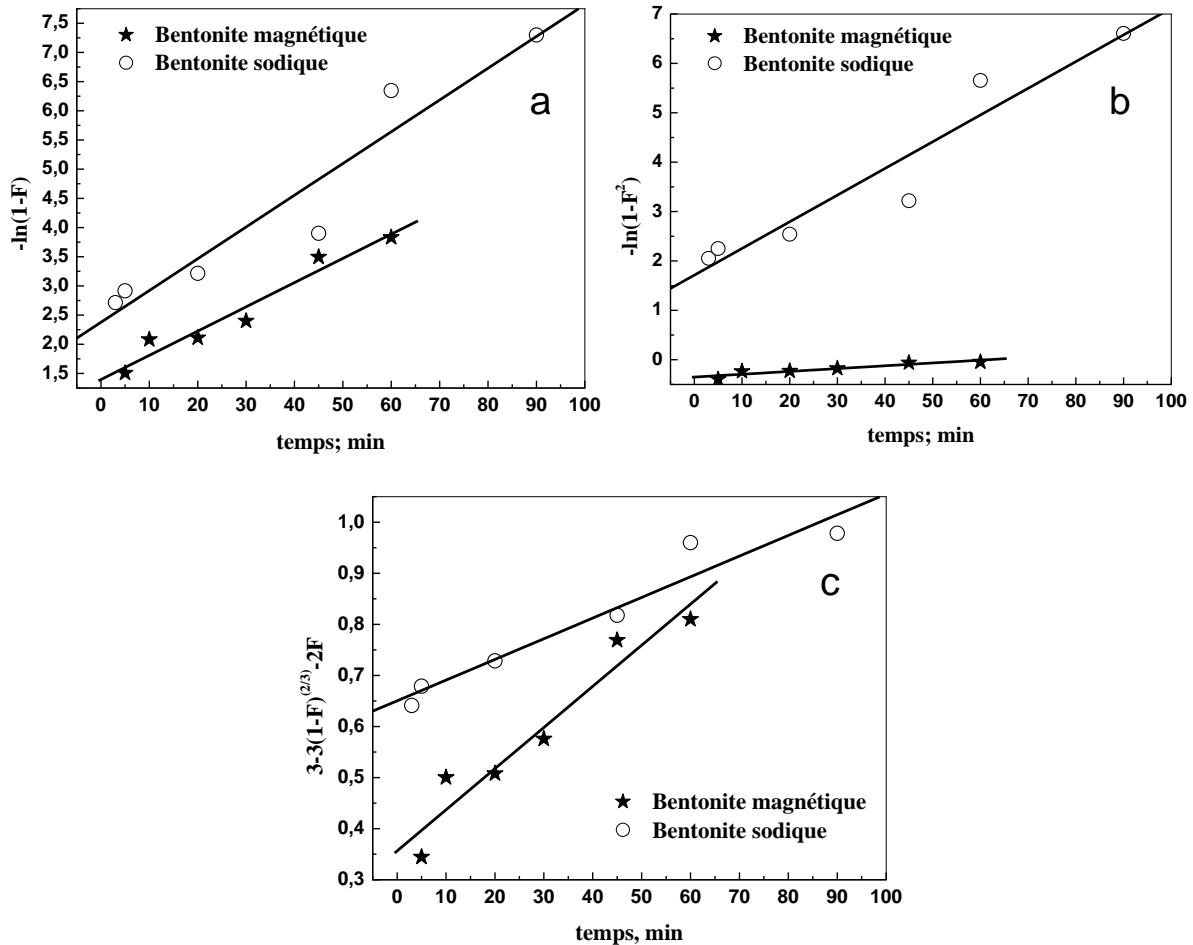 7,5
7,0
6,5
6,0
5,5
5,0
4,5
4,0
3,5
3,0
2,5
2,0
1,5
-ln(1-F)
Bentonite magnétique
Bentonite sodique
a
0 10 20 30 40 50 60 70 80 90 100
temps; min
7
6
5
4
3
2
1
0
-ln(1-F²)
Bentonite magnétique
Bentonite sodique
b
0 10 20 30 40 50 60 70 80 90 100
temps; min
1,0
0,9
0,8
0,7
0,6
0,5
0,4
0,3
3-3(1-F)^(2/3)-2F
c
Bentonite magnétique
Bentonite sodique
0 10 20 30 40 50 60 70 80 90 100
temps, min